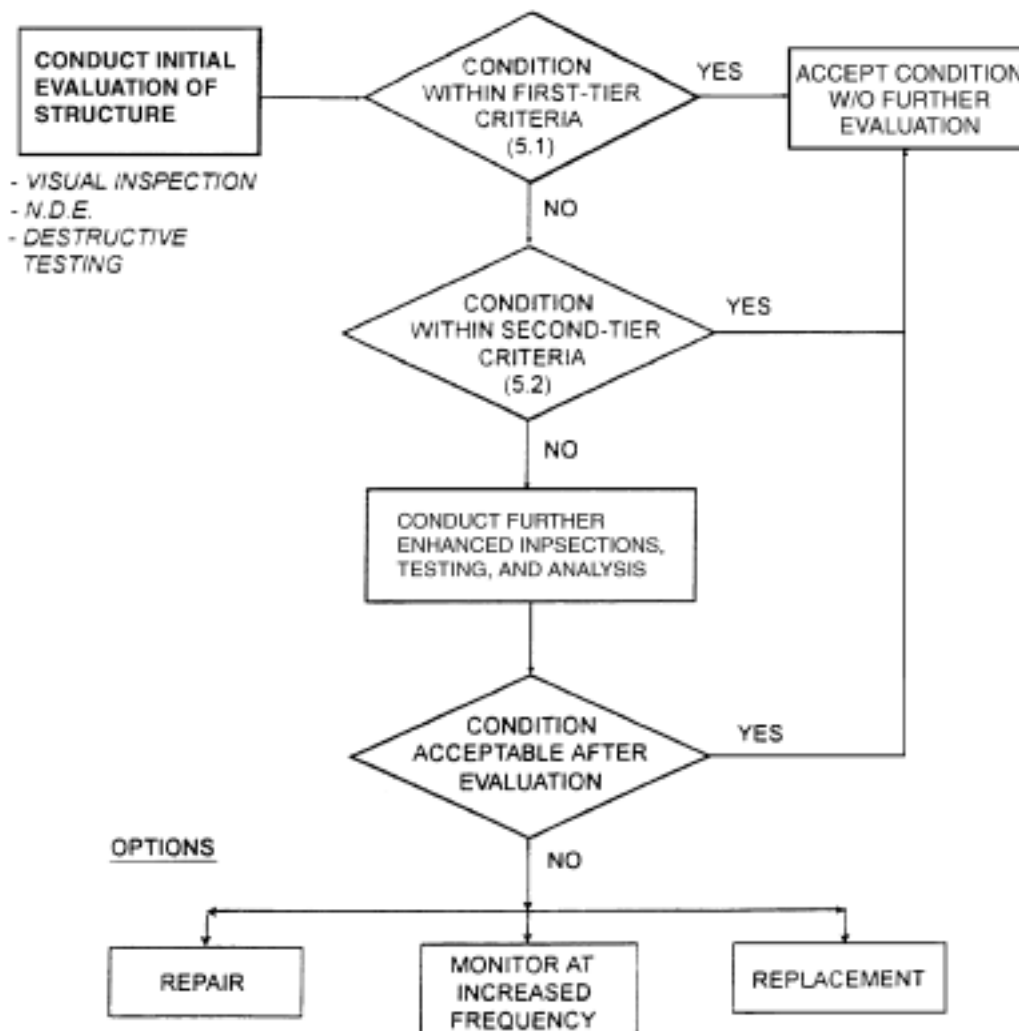 CONDUCT INITIAL
EVALUATION OF
STRUCTURE
- VISUAL INSPECTION
- N.D.E.
- DESTRUCTIVE
TESTING
CONDITION
WITHIN FIRST-TIER
CRITERIA
(5.1)
YES
ACCEPT CONDITION
W/O FURTHER
EVALUATION
NO
CONDITION
WITHIN SECOND-TIER
CRITERIA
(5.2)
YES
NO
CONDUCT FURTHER
ENHANCED INPSECTIONS,
TESTING, AND ANALYSIS
CONDITION
ACCEPTABLE AFTER
EVALUATION
YES
NO
OPTIONS
REPAIR
MONITOR AT
INCREASED
FREQUENCY
REPLACEMENT